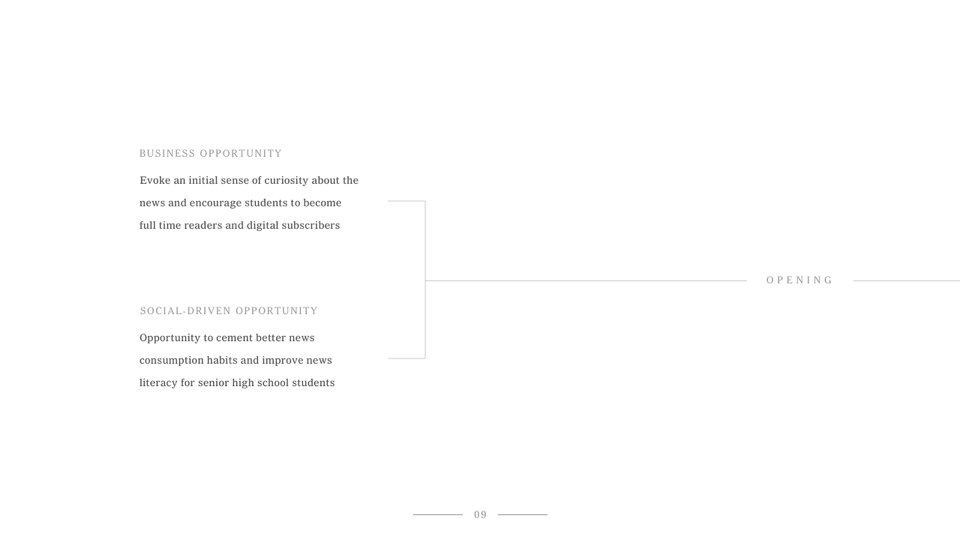 BUSINESS OPPORTUNITY
Evoke an initial sense of curiosity about the
news and encourage students to become
full time readers and digital subscribers
OPENING
SOCIAL-DRIVEN OPPORTUNITY
Opportunity to cement better news
consumption habits and improve news
literacy for senior high school students
09